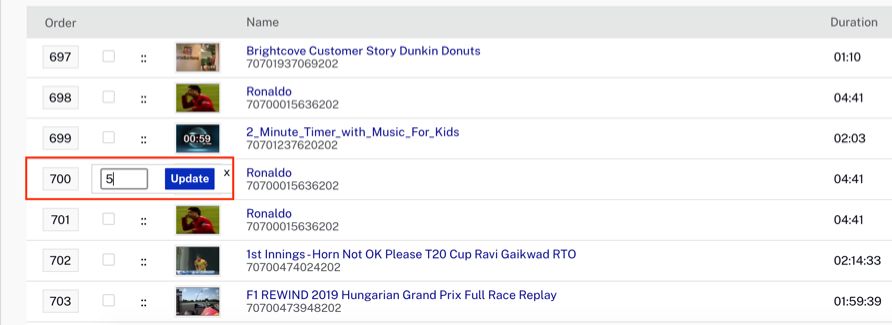 Order Name Duration
697 :: Brightcove Customer Story Dunkin Donuts 01:10
70701937069202
698 :: Ronaldo 04:41
70700015636202
699 :: 00:59 2_Minute_Timer_with_Music_For_Kids 02:03
70701237620202
700 5 Update x Ronaldo 04:41
70700015636202
701 :: Ronaldo 04:41
70700015636202
702 :: 1st Innings - Horn Not OK Please T20 Cup Ravi Gaikwad RTO 02:14:33
70700474024202
703 :: F1 REWIND 2019 Hungarian Grand Prix Full Race Replay 01:59:39
70700473948202